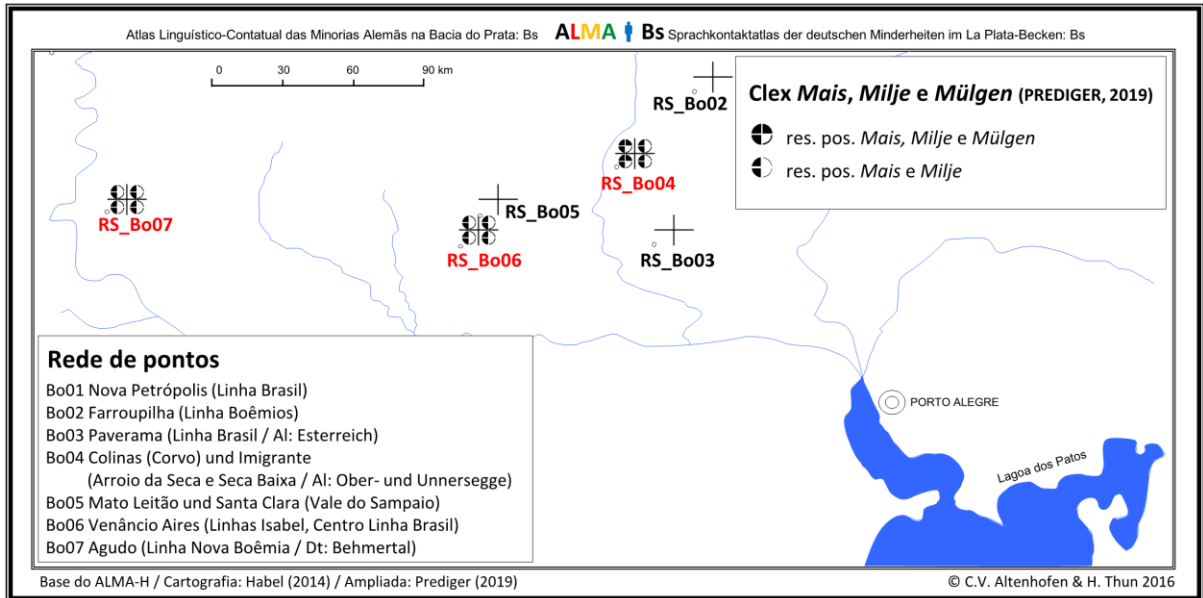 Atlas Linguístico-Contatual das Minorias Alemãs na Bacia do Prata: Bs ALMA Bs Sprachkontaktatlas der deutschen Minderheiten im La Plata-Becken: Bs
0 30 60 90 km
RS_Bo02
Clex Mais, Milje e Mülgen (PREDIGER, 2019)
res. pos. Mais, Milje e Mülgen
res. pos. Mais e Milje
RS_Bo04
RS_Bo07
RS_Bo05
RS_Bo06
RS_Bo03
Rede de pontos
Bo01 Nova Petrópolis (Linha Brasil)
Bo02 Farroupilha (Linha Boêmios)
Bo03 Paverama (Linha Brasil / Al: Esterreich)
Bo04 Colinas (Corvo) und Imigrante
(Arroio da Seca e Seca Baixa / Al: Ober- und Unnersegge)
Bo05 Mato Leitão und Santa Clara (Vale do Sampaio)
Bo06 Venâncio Aires (Linhas Isabel, Centro Linha Brasil)
Bo07 Agudo (Linha Nova Boêmia / Dt: Behmertal)
PORTO ALEGRE
Lagoa dos Patos
Base do ALMA-H / Cartografia: Habel (2014) / Ampliada: Prediger (2019)
© C.V. Altenhofen & H. Thun 2016